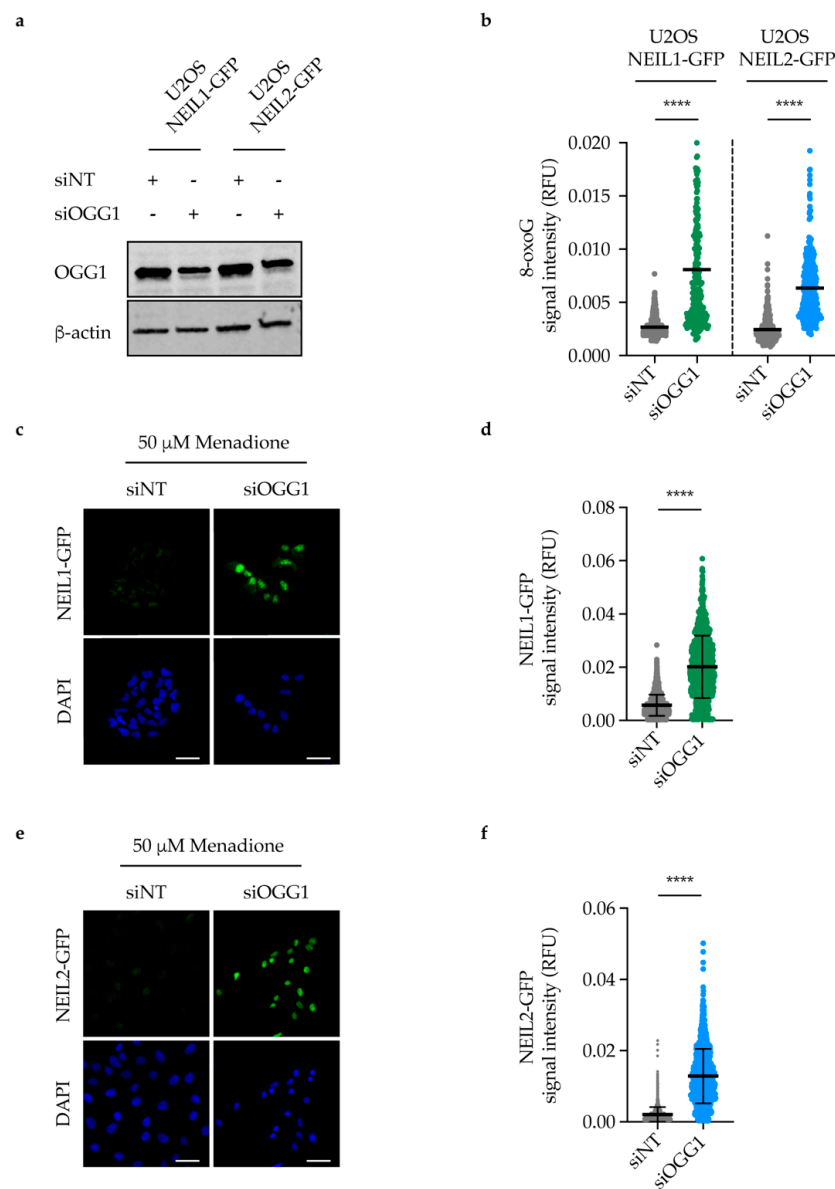 a
U2OS
NEIL1-GFP
U2OS
NEIL2-GFP
siNT + - + -
siOGG1 - + - +
OGG1
β-actin
b
U2OS
NEIL1-GFP
U2OS
NEIL2-GFP
****
****
0.020
0.015
0.010
0.005
0.000
8-oxoG
signal intensity (RFU)
siNT
siOGG1
siNT
siOGG1
c
50 μM Menadione
siNT siOGG1
NEIL1-GFP
DAPI
d
****
0.08
0.06
0.04
0.02
0.00
NEIL1-GFP
signal intensity (RFU)
siNT
siOGG1
e
50 μM Menadione
siNT siOGG1
NEIL2-GFP
DAPI
f
****
0.06
0.04
0.02
0.00
NEIL2-GFP
signal intensity (RFU)
siNT
siOGG1